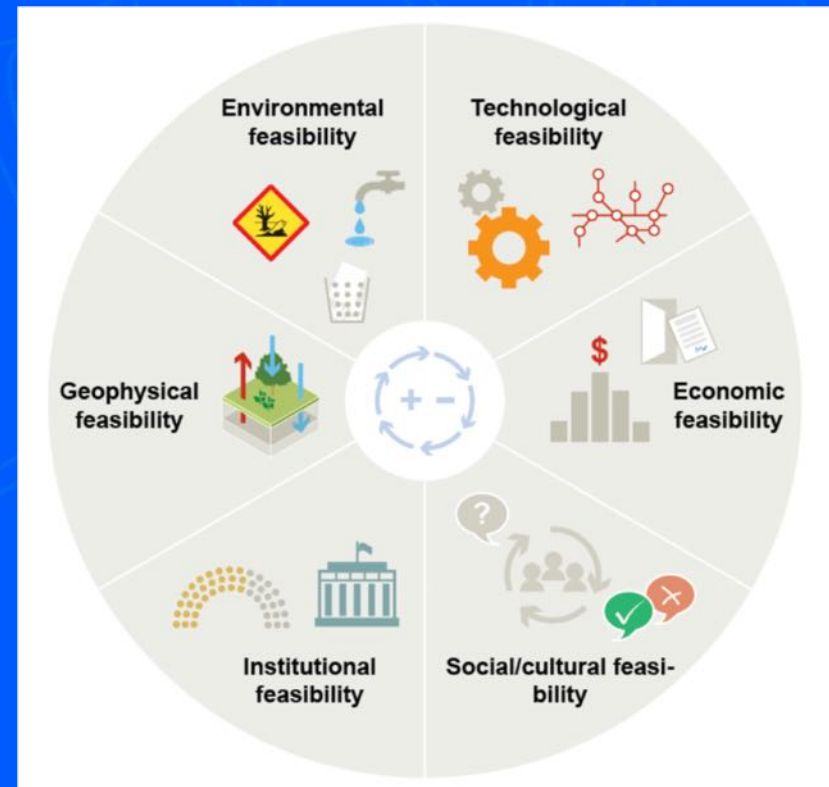 Environmental
feasibility
Technological
feasibility
$
Geophysical
feasibility
+ -
Economic
feasibility
?
Institutional
feasibility
Social/cultural feasi-
bility